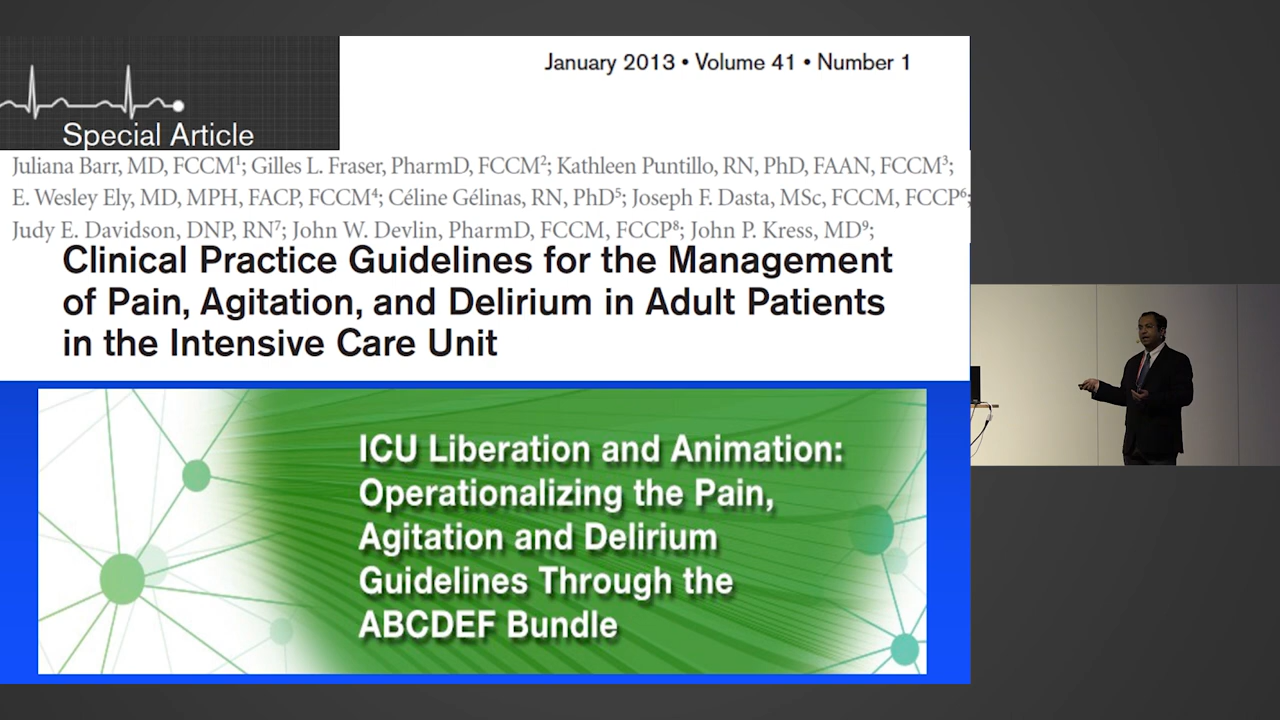 January 2013 • Volume 41 • Number 1
Special Article
Juliana Barr, MD, FCCM¹; Gilles L. Fraser, PharmD, FCCM²; Kathleen Puntillo, RN, PhD, FAAN, FCCM³;
E. Wesley Ely, MD, MPH, FACP, FCCM⁴; Céline Gélinas, RN, PhD⁵; Joseph F. Dasta, MSc, FCCM, FCCP⁶;
Judy E. Davidson, DNP, RN⁷; John W. Devlin, PharmD, FCCM, FCCP⁸; John P. Kress, MD⁹;
Clinical Practice Guidelines for the Management
of Pain, Agitation, and Delirium in Adult Patients
in the Intensive Care Unit
ICU Liberation and Animation:
Operationalizing the Pain,
Agitation and Delirium
Guidelines Through the
ABCDEF Bundle